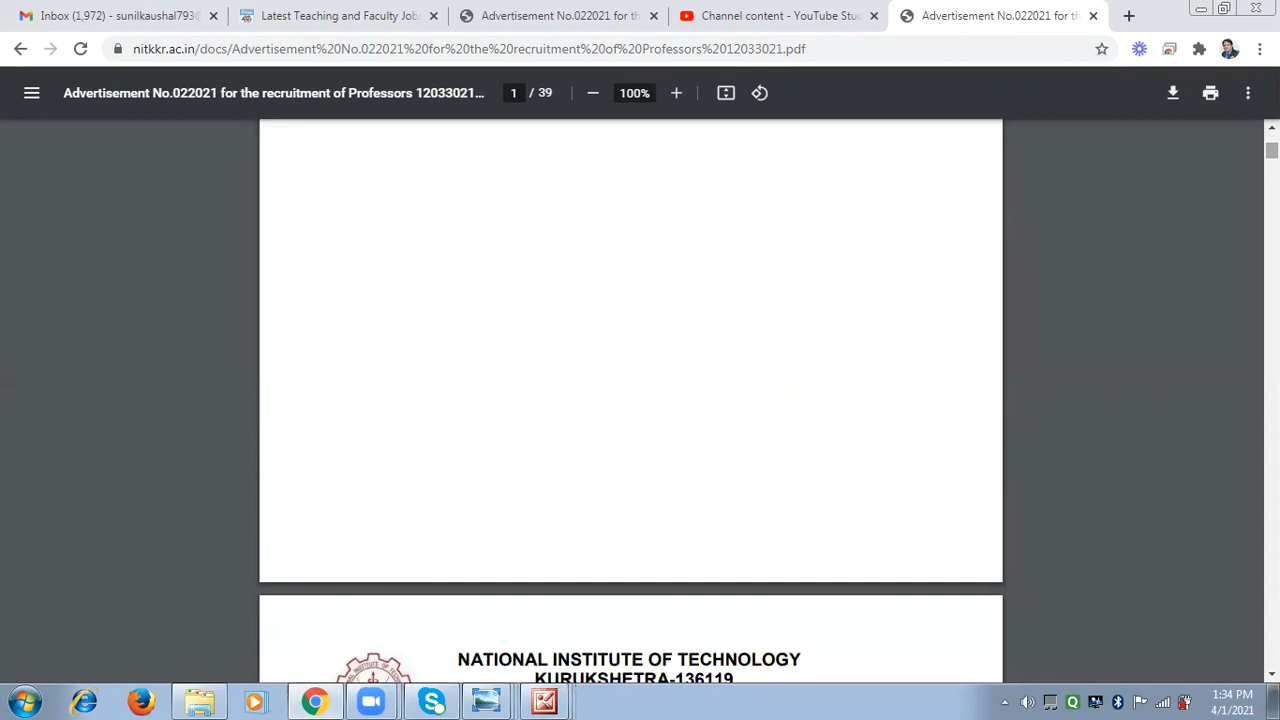 Inbox (1,972) - sunilkaushal793@
Latest Teaching and Faculty Jobs
Advertisement No.022021 for th
Channel content - YouTube Stu
Advertisement No.022021 for th
nitkkr.ac.in/docs/Advertisement%20No.022021%20for%20the%20recruitment%20of%20Professors%2012033021.pdf
Advertisement No.022021 for the recruitment of Professors 12033021...
1 / 39
100%
NATIONAL INSTITUTE OF TECHNOLOGY
KURUKSHETRA-136119
1:34 PM
4/1/2021